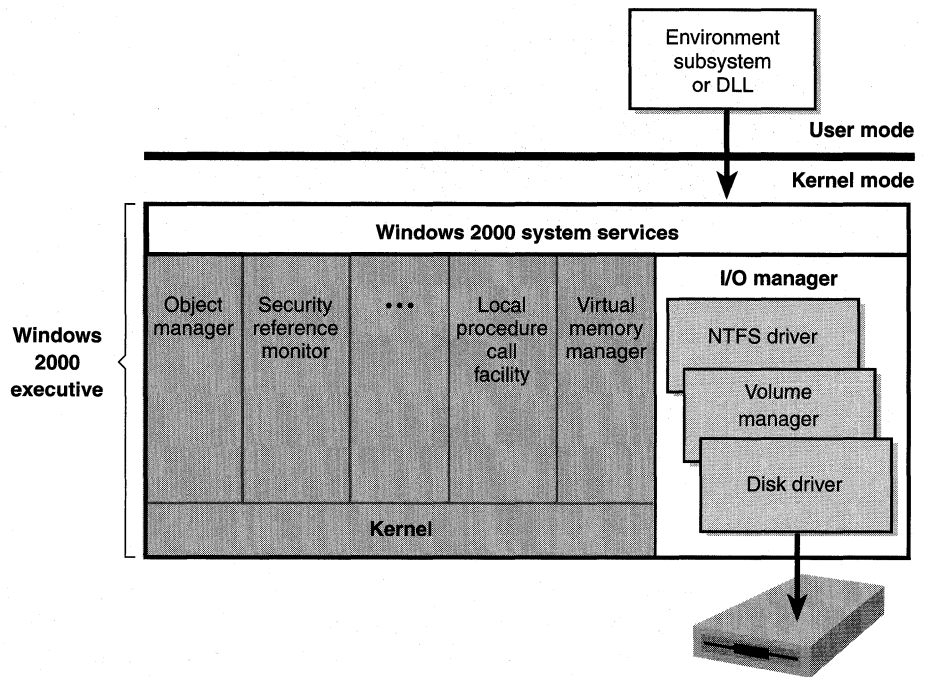 Environment
subsystem
or DLL
User mode
Kernel mode
Windows 2000 system services
Windows
2000
executive
Object
manager
Security
reference
monitor
...
Local
procedure
call
facility
Virtual
memory
manager
I/O manager
NTFS driver
Volume
manager
Disk driver
Kernel